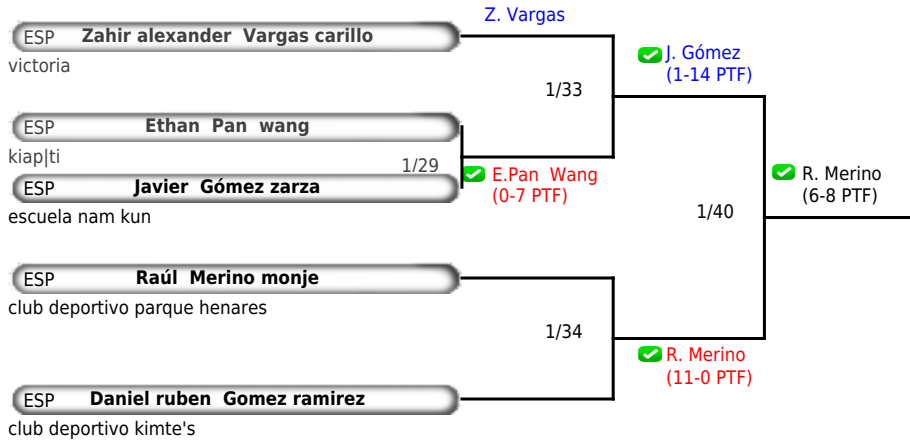 Z. Vargas
ESP Zahir alexander Vargas carillo
victoria
J. Gómez
(1-14 PTF)
1/33
ESP Ethan Pan wang
kiap|ti
1/29
E.Pan Wang
(0-7 PTF)
ESP Javier Gómez zarza
escuela nam kun
R. Merino
(6-8 PTF)
1/40
ESP Raúl Merino monje
club deportivo parque henares
1/34
R. Merino
(11-0 PTF)
ESP Daniel ruben Gomez ramirez
club deportivo kimte's